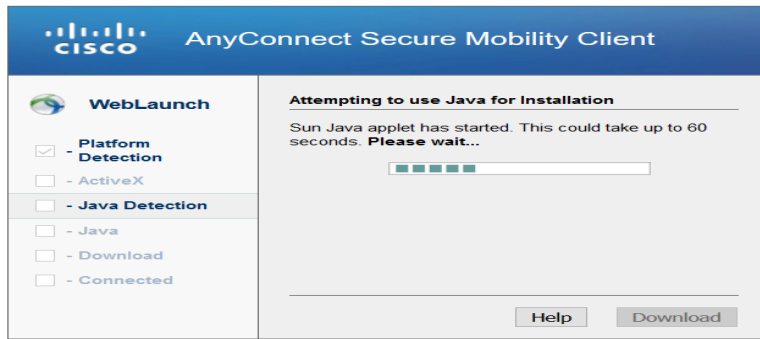 CISCO
AnyConnect Secure Mobility Client
WebLaunch
- Platform
Detection
- ActiveX
- Java Detection
- Java
- Download
- Connected
Attempting to use Java for Installation
Sun Java applet has started. This could take up to 60
seconds. Please wait...
Help
Download